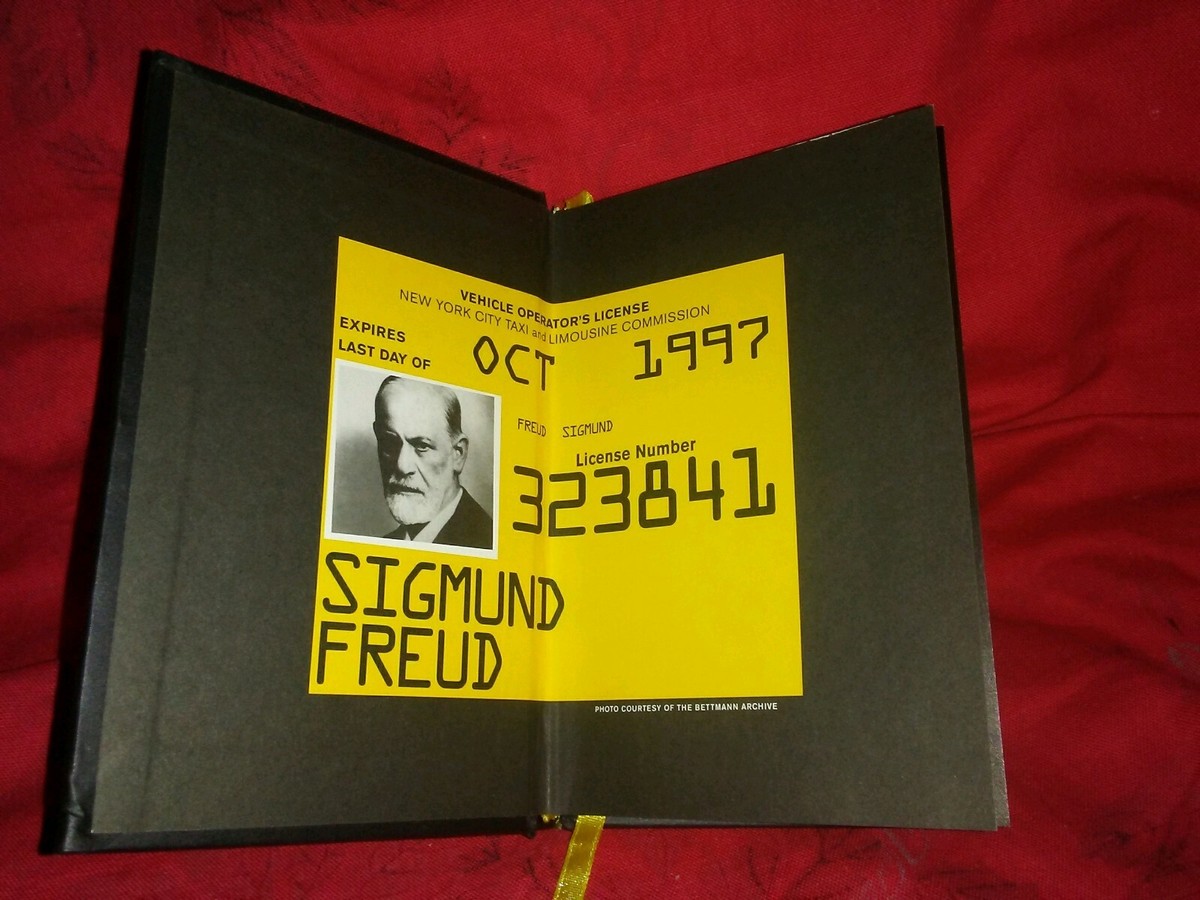 VEHICLE OPERATOR'S LICENSE
NEW YORK CITY TAXI and LIMOUSINE COMMISSION
EXPIRES
LAST DAY OF
OCT 1997
FREUD SIGMUND
License Number
323841
SIGMUND
FREUD
PHOTO COURTESY OF THE BETTMANN ARCHIVE